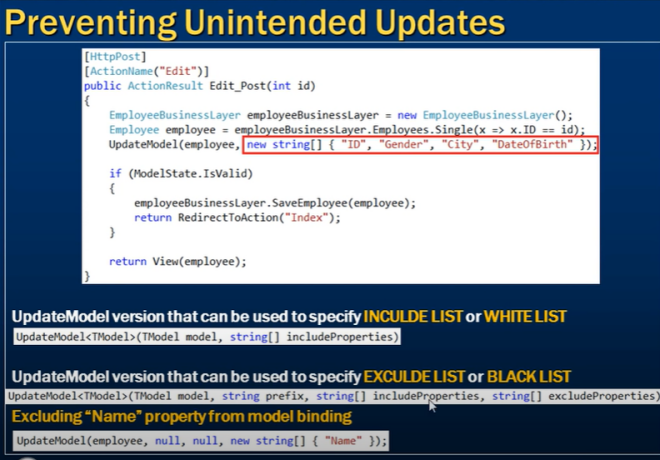 Preventing Unintended Updates
[HttpPost]
[ActionName("Edit")]
public ActionResult Edit_Post(int id)
{
EmployeeBusinessLayer employeeBusinessLayer = new EmployeeBusinessLayer();
Employee employee = employeeBusinessLayer.Employees.Single(x => x.ID == id);
UpdateModel(employee, new string[] { "ID", "Gender", "City", "DateOfBirth" });
if (ModelState.IsValid)
{
employeeBusinessLayer.SaveEmployee(employee);
return RedirectToAction("Index");
}
return View(employee);
}
UpdateModel version that can be used to specify INCULDE LIST or WHITE LIST
UpdateModel<TModel>(TModel model, string[] includeProperties)
UpdateModel version that can be used to specify EXCULDE LIST or BLACK LIST
UpdateModel<TModel>(TModel model, string prefix, string[] includeProperties, string[] excludeProperties)
Excluding “Name” property from model binding
UpdateModel(employee, null, null, new string[] { "Name" });